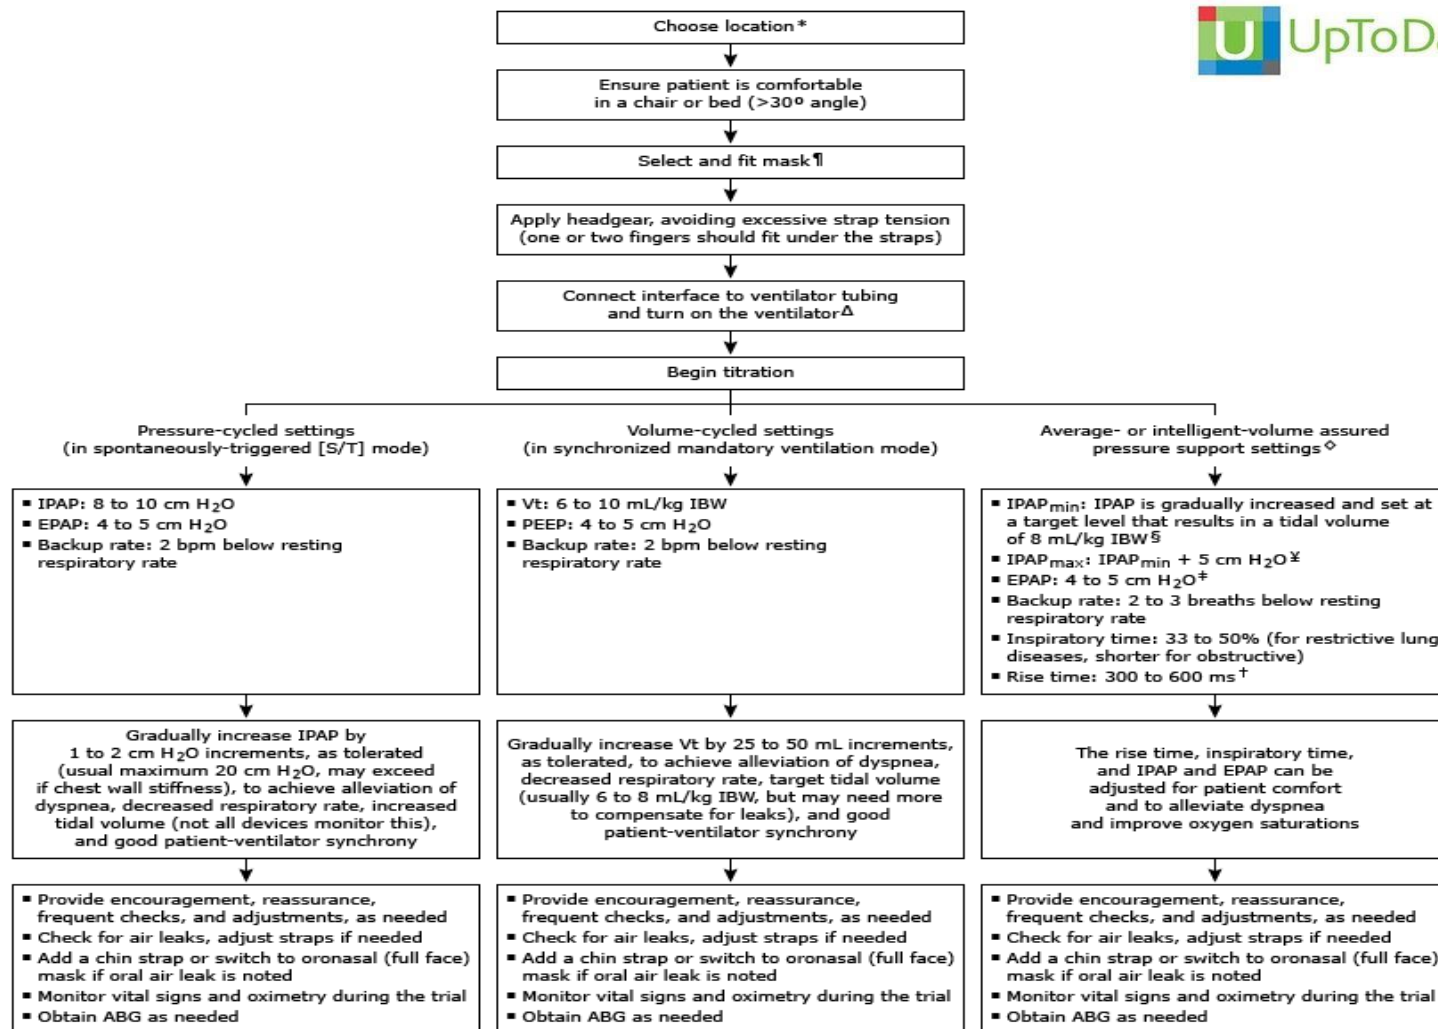 UpToDa
Choose location*
Ensure patient is comfortable
in a chair or bed (>30º angle)
Select and fit mask¶
Apply headgear, avoiding excessive strap tension
(one or two fingers should fit under the straps)
Connect interface to ventilator tubing
and turn on the ventilatorΔ
Begin titration
Pressure-cycled settings
(in spontaneously-triggered [S/T] mode)
▪ IPAP: 8 to 10 cm H₂O
▪ EPAP: 4 to 5 cm H₂O
▪ Backup rate: 2 bpm below resting
respiratory rate
Gradually increase IPAP by
1 to 2 cm H₂O increments, as tolerated
(usual maximum 20 cm H₂O, may exceed
if chest wall stiffness), to achieve alleviation of
dyspnea, decreased respiratory rate, increased
tidal volume (not all devices monitor this),
and good patient-ventilator synchrony
▪ Provide encouragement, reassurance,
frequent checks, and adjustments, as needed
▪ Check for air leaks, adjust straps if needed
▪ Add a chin strap or switch to oronasal (full face)
mask if oral air leak is noted
▪ Monitor vital signs and oximetry during the trial
▪ Obtain ABG as needed
Volume-cycled settings
(in synchronized mandatory ventilation mode)
▪ Vt: 6 to 10 mL/kg IBW
▪ PEEP: 4 to 5 cm H₂O
▪ Backup rate: 2 bpm below resting
respiratory rate
Gradually increase Vt by 25 to 50 mL increments,
as tolerated, to achieve alleviation of dyspnea,
decreased respiratory rate, target tidal volume
(usually 6 to 8 mL/kg IBW, but may need more
to compensate for leaks), and good
patient-ventilator synchrony
▪ Provide encouragement, reassurance,
frequent checks, and adjustments, as needed
▪ Check for air leaks, adjust straps if needed
▪ Add a chin strap or switch to oronasal (full face)
mask if oral air leak is noted
▪ Monitor vital signs and oximetry during the trial
▪ Obtain ABG as needed
Average- or intelligent-volume assured
pressure support settings◇
▪ IPAPmin: IPAP is gradually increased and set at
a target level that results in a tidal volume
of 8 mL/kg IBW§
▪ IPAPmax: IPAPmin + 5 cm H₂O¥
▪ EPAP: 4 to 5 cm H₂O‡
▪ Backup rate: 2 to 3 breaths below resting
respiratory rate
▪ Inspiratory time: 33 to 50% (for restrictive lung
diseases, shorter for obstructive)
▪ Rise time: 300 to 600 ms†
The rise time, inspiratory time,
and IPAP and EPAP can be
adjusted for patient comfort
and to alleviate dyspnea
and improve oxygen saturations
▪ Provide encouragement, reassurance,
frequent checks, and adjustments, as needed
▪ Check for air leaks, adjust straps if needed
▪ Add a chin strap or switch to oronasal (full face)
mask if oral air leak is noted
▪ Monitor vital signs and oximetry during the trial
▪ Obtain ABG as needed